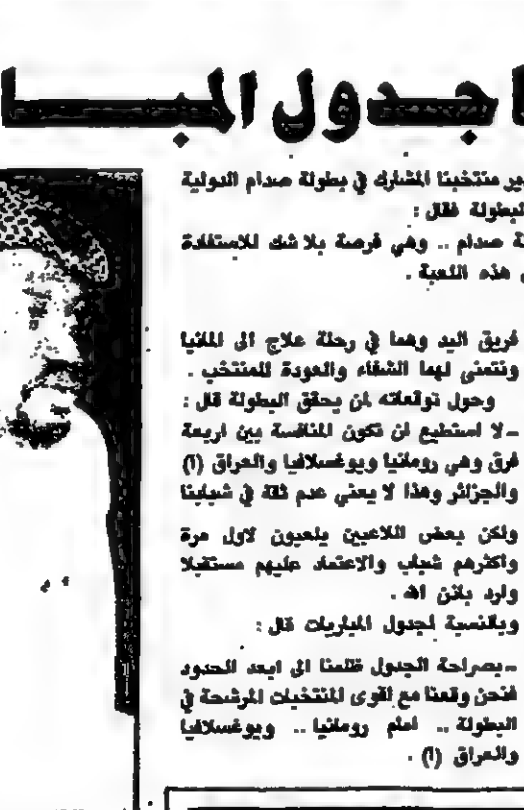 جدول المبـــا
ير منتخبنا المشارك في بطولة صدام الدولية
لبطولة فقال :
ة صدام .. وهي فرصة بلا شك للاستفادة
هذه اللعبة .
فريق اليد وهما في رحلة علاج الى المانيا
ونتمنى لهما الشفاء والعودة للمنتخب .
وحول توقعاته لمن يحقق البطولة قال :
ـ لا استطيع ان تكون المنافسة بين اربعة
فرق وهي رومانيا ويوغسلافيا والعراق (أ)
والجزائر وهذا لا يعني عدم ثقة في شبابنا
ولكن بعض اللاعبين يلعبون لاول مرة
واكثرهم شباب والاعتماد عليهم مستقبلا
وارد باذن الله .
وبالنسبة لجدول المباريات قال :
ـ بصراحة الجدول ظلمنا الى ابعد الحدود
فنحن وقعنا مع اقوى المنتخبات المرشحة في
البطولة .. امام رومانيا .. ويوغسلافيا
والعراق (أ) .